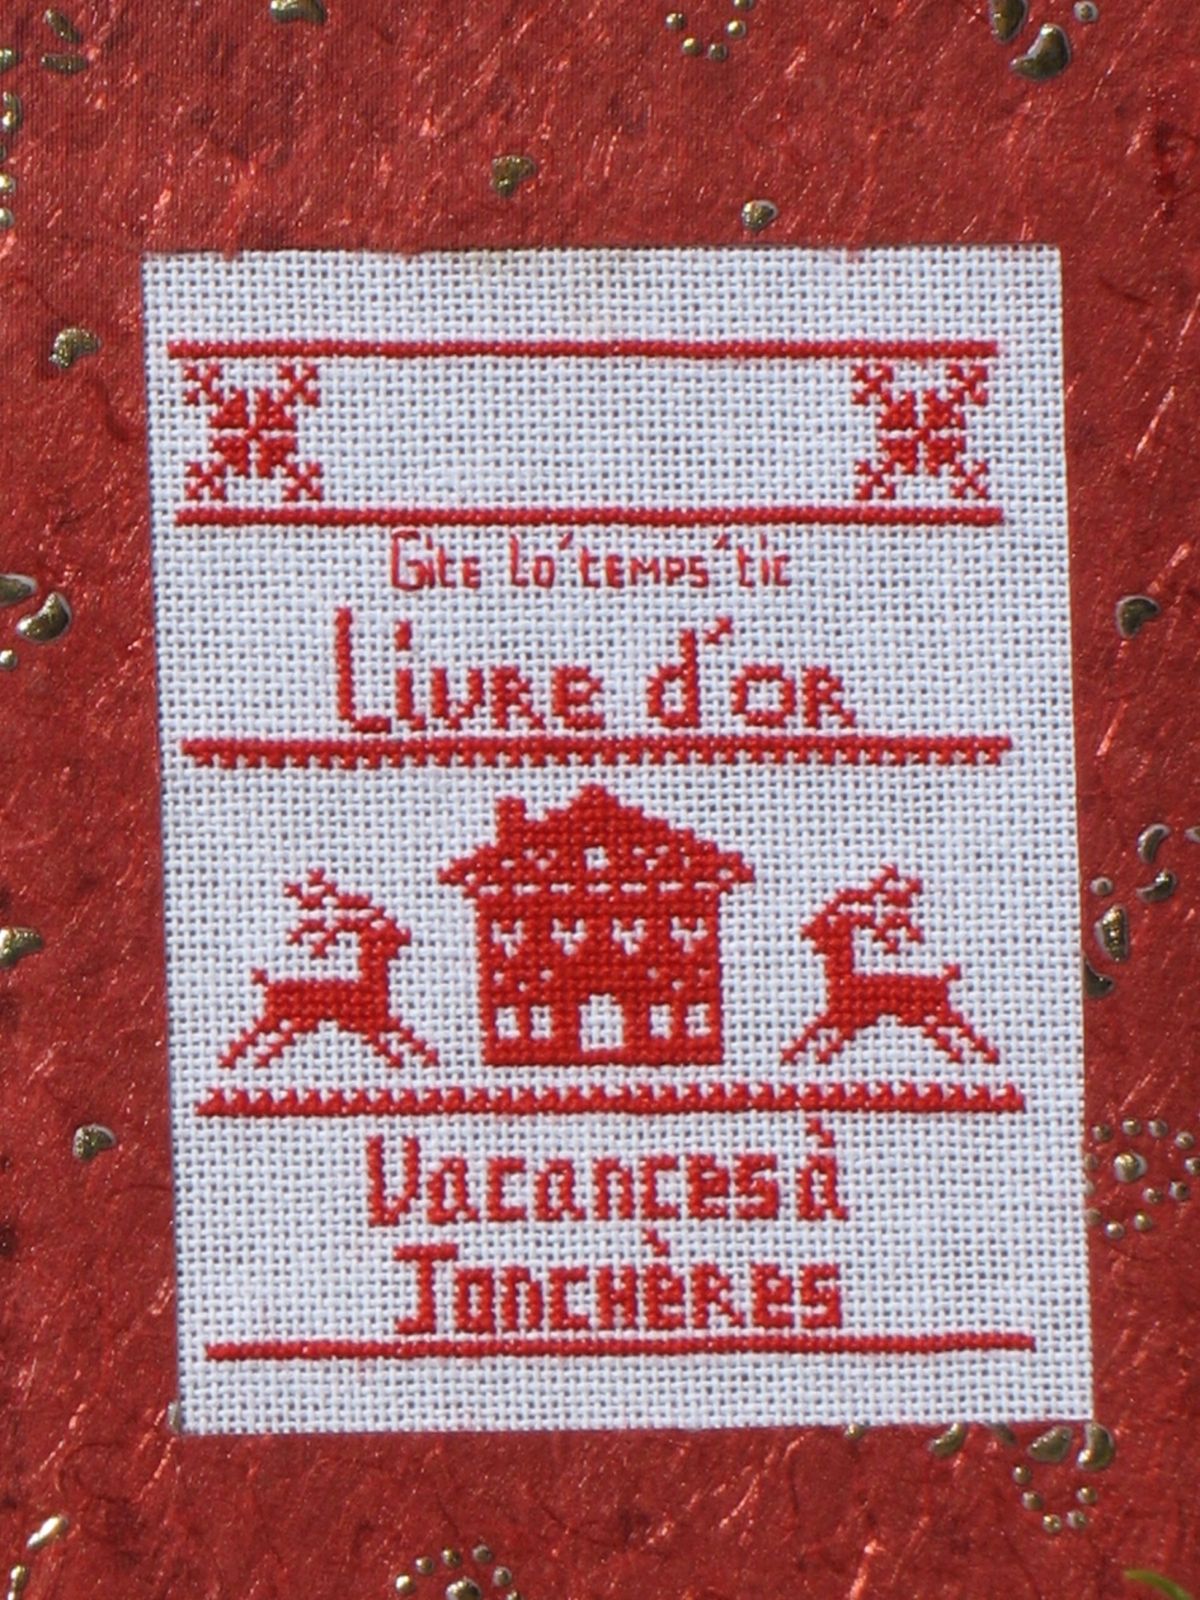 Gite lo'temps'tic
Livre d'or
Vacances à
Jonchères